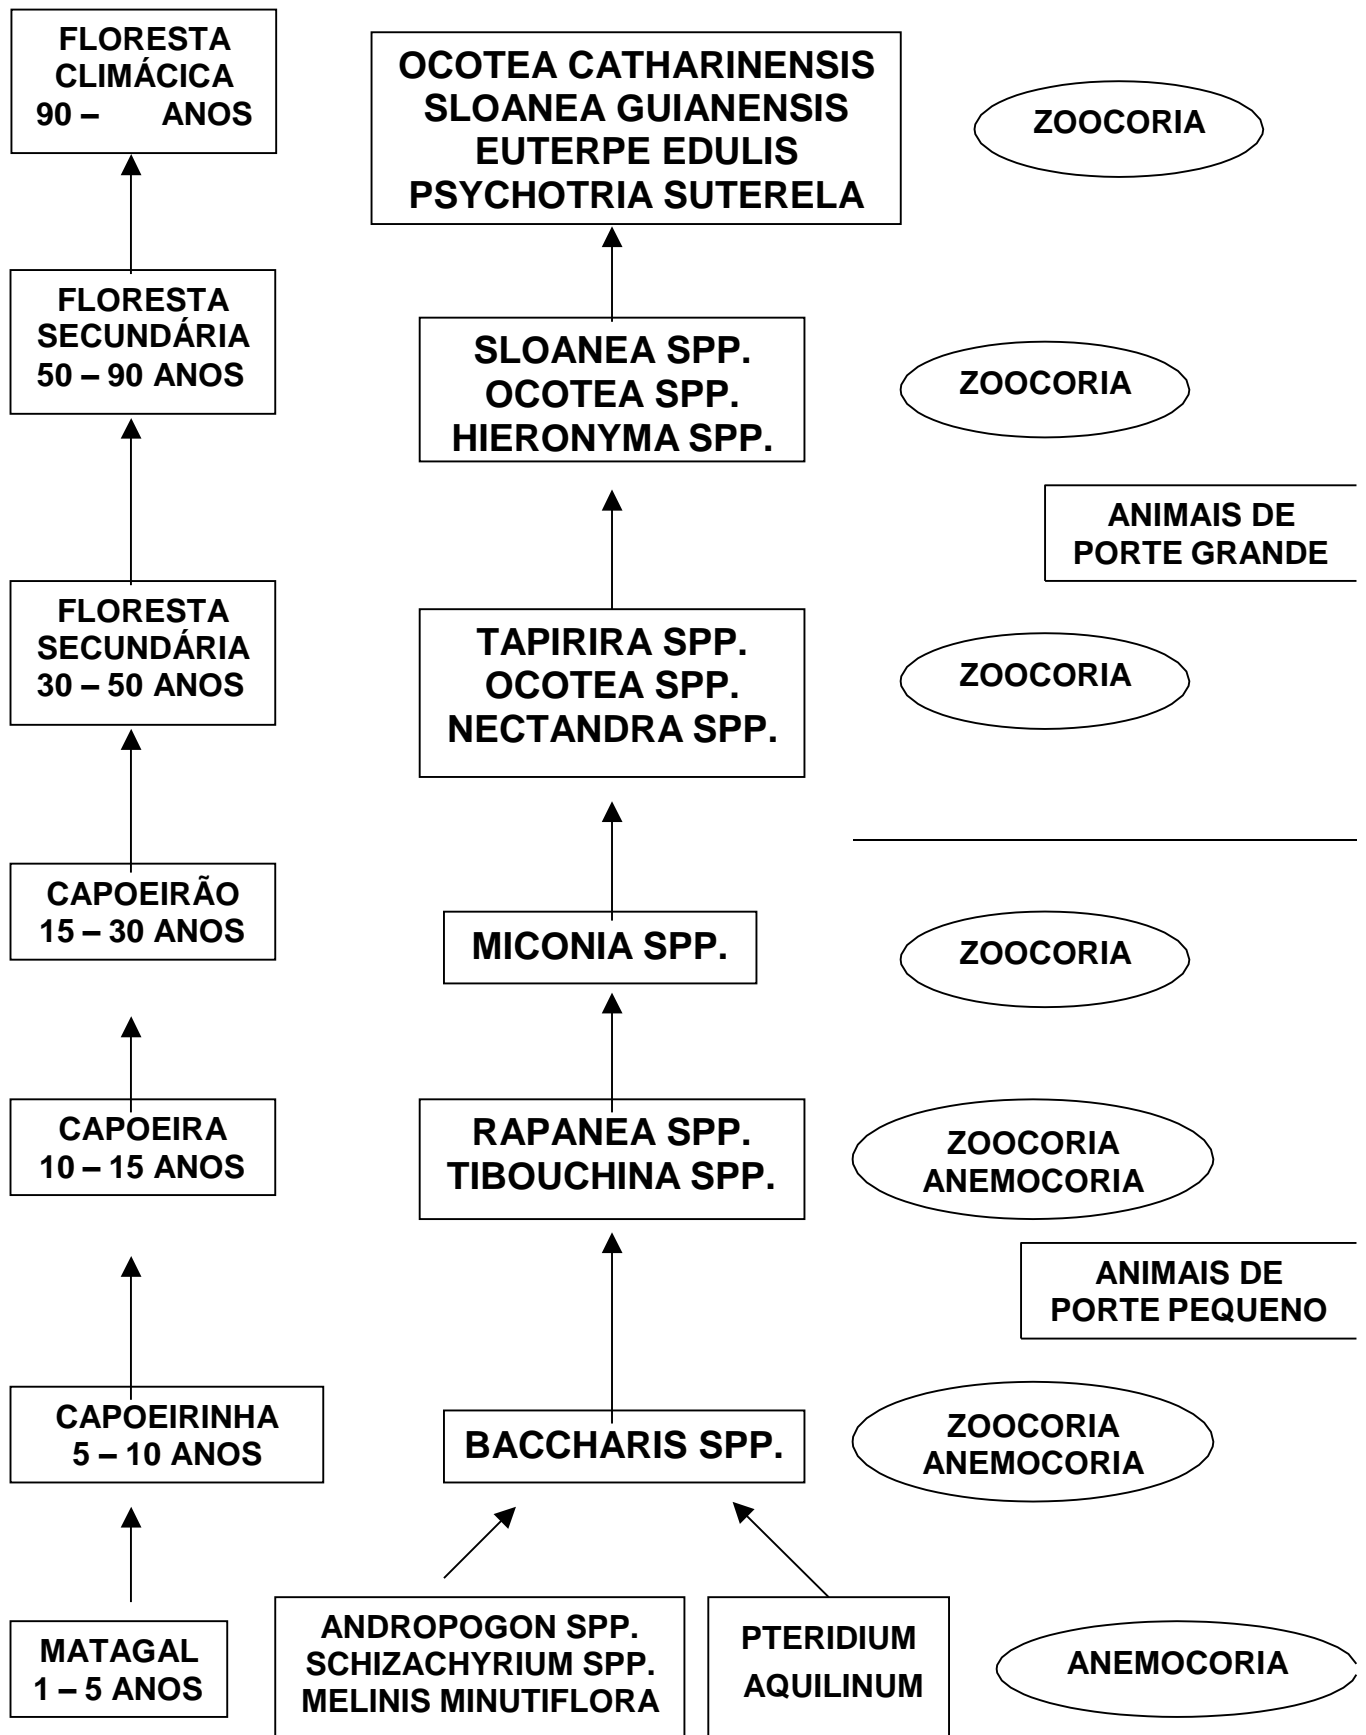 FLORESTA
CLIMÁCICA
90 – ANOS
OCOTEA CATHARINENSIS
SLOANEA GUIANENSIS
EUTERPE EDULIS
PSYCHOTRIA SUTERELA
ZOOCORIA
FLORESTA
SECUNDÁRIA
50 – 90 ANOS
SLOANEA SPP.
OCOTEA SPP.
HIERONYMA SPP.
ZOOCORIA
ANIMAIS DE
PORTE GRANDE
FLORESTA
SECUNDÁRIA
30 – 50 ANOS
TAPIRIRA SPP.
OCOTEA SPP.
NECTANDRA SPP.
ZOOCORIA
CAPOEIRÃO
15 – 30 ANOS
MICONIA SPP.
ZOOCORIA
CAPOEIRA
10 – 15 ANOS
RAPANEA SPP.
TIBOUCHINA SPP.
ZOOCORIA
ANEMOCORIA
ANIMAIS DE
PORTE PEQUENO
CAPOEIRINHA
5 – 10 ANOS
BACCHARIS SPP.
ZOOCORIA
ANEMOCORIA
MATAGAL
1 – 5 ANOS
ANDROPOGON SPP.
SCHIZACHYRIUM SPP.
MELINIS MINUTIFLORA
PTERIDIUM
AQUILINUM
ANEMOCORIA